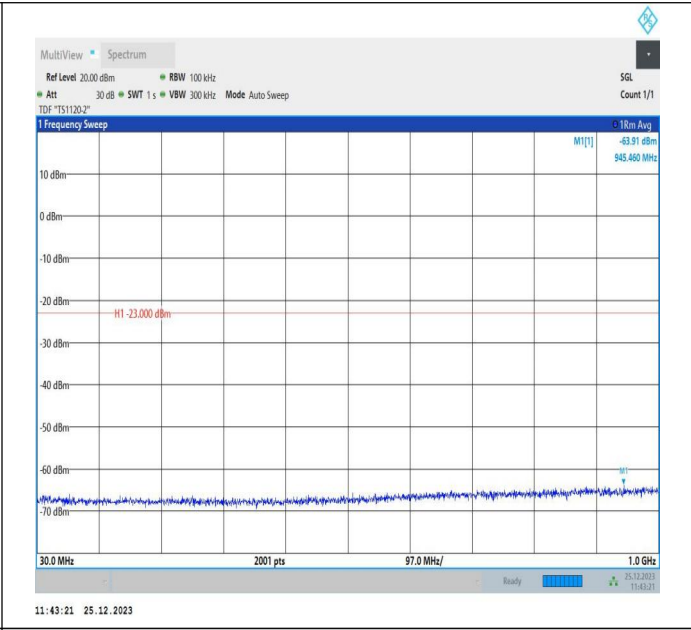 R S
MultiView Spectrum
Ref Level 20.00 dBm RBW 100 kHz SGL
Att 30 dB SWT 1 s VBW 300 kHz Mode Auto Sweep Count 1/1
TDF "TS1120-2"
1 Frequency Sweep 1Rm Avg
M1[1] -63.91 dBm
945.460 MHz
10 dBm
0 dBm
-10 dBm
-20 dBm
H1 -23.000 dBm
-30 dBm
-40 dBm
-50 dBm
-60 dBm
M1
-70 dBm
30.0 MHz 2001 pts 97.0 MHz/ 1.0 GHz
Ready 25.12.2023
11:43:21
11:43:21 25.12.2023